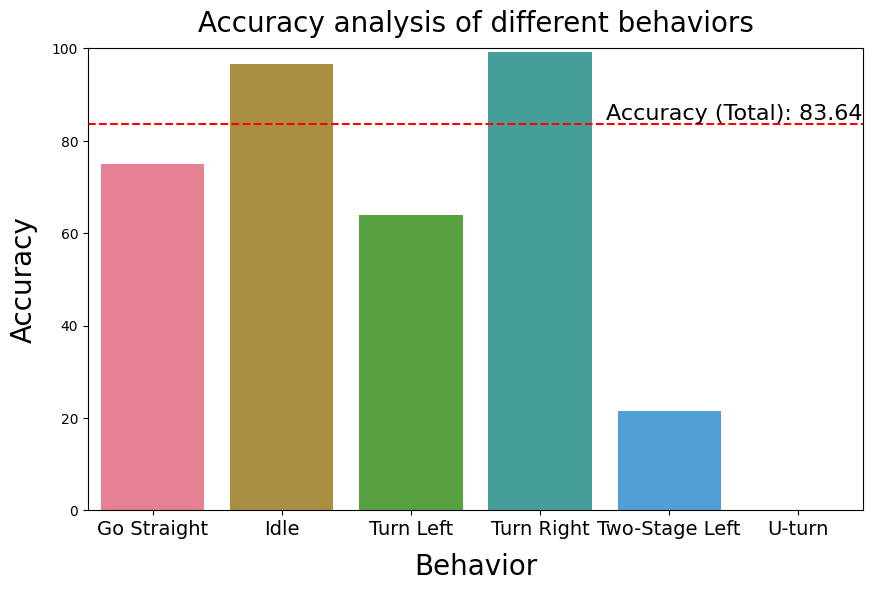 Accuracy analysis of different behaviors
100
80
60
40
20
0
Accuracy
Accuracy (Total): 83.64
Go Straight
Idle
Turn Left
Turn Right
Two-Stage Left
U-turn
Behavior